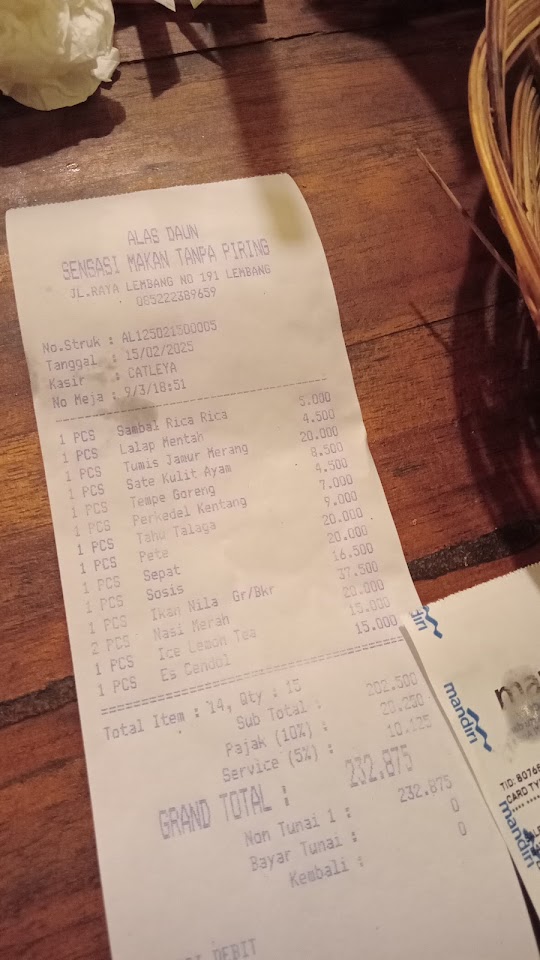 ALAS DAUN
SENSASI MAKAN TANPA PIRING
JL.RAYA LEMBANG NO 191 LEMBANG
085222389659
No.Struk : AL125021500005
Tanggal : 15/02/2025
Kasir : CATLEYA
No Meja : 9/3/18:51
1 PCS Sambal Rica Rica 5.000
1 PCS Lalap Mentah 4.500
1 PCS Tumis Jamur Merang 20.000
1 PCS Sate Kulit Ayam 8.500
1 PCS Tempe Goreng 4.500
1 PCS Perkedel Kentang 7.000
1 PCS Tahu Talaga 9.000
1 PCS Pete 20.000
1 PCS Sepat 20.000
1 PCS Sosis 16.500
1 PCS Ikan Nila Gr/Bkr 37.500
2 PCS Nasi Merah 20.000
1 PCS Ice Lemon Tea 15.000
1 PCS Es Cendol 15.000
Total Item : 14, Qty : 15
Sub Total : 202.500
Pajak (10%) : 20.250
Service (5%) : 10.125
GRAND TOTAL : 232.875
Non Tunai 1 : 232.875
Bayar Tunai : 0
Kembali : 0
DEBIT
diri
mandiri
mandiri
ma
TID: 8076
CARD TY